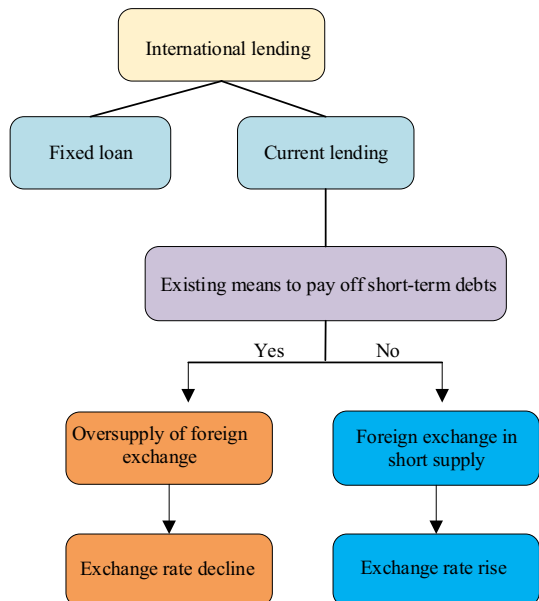 International lending
Fixed loan
Current lending
Existing means to pay off short-term debts
Yes
No
Oversupply of foreign
exchange
Foreign exchange in
short supply
Exchange rate decline
Exchange rate rise